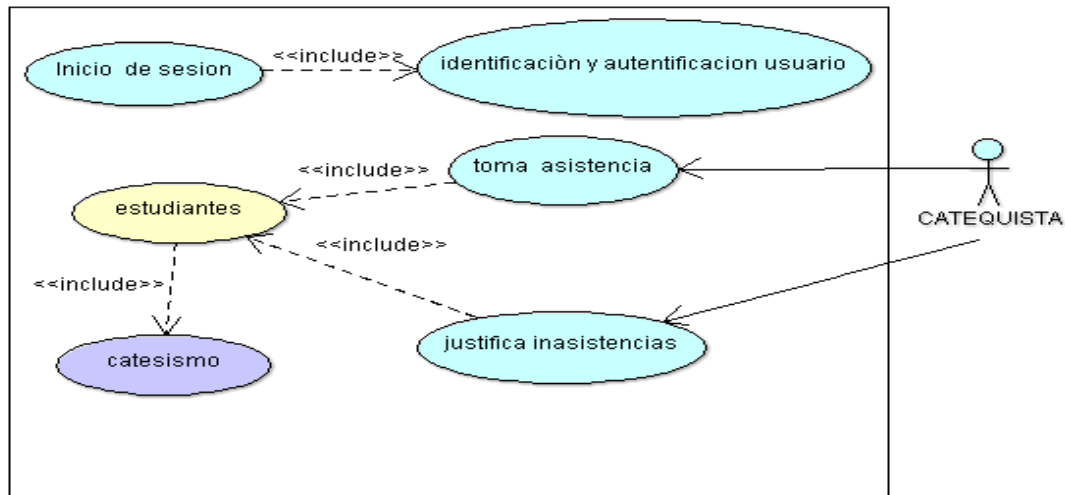 <<include>>
Inicio de sesion
identificaciòn y autentificacion usuario
<<include>>
toma asistencia
estudiantes
CATEQUISTA
<<include>>
<<include>>
justifica inasistencias
catesismo